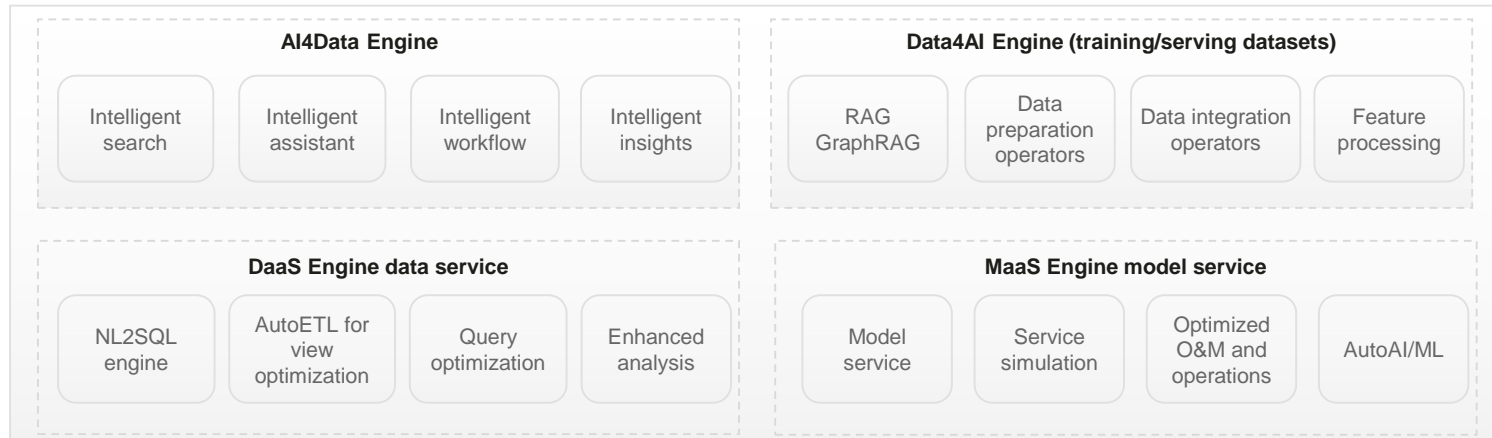 AI4Data Engine
Intelligent
search
Intelligent
assistant
Intelligent
workflow
Intelligent
insights
Data4AI Engine (training/serving datasets)
RAG
GraphRAG
Data
preparation
operators
Data integration
operators
Feature
processing
DaaS Engine data service
NL2SQL
engine
AutoETL for
view
optimization
Query
optimization
Enhanced
analysis
MaaS Engine model service
Model
service
Service
simulation
Optimized
O&M and
operations
AutoAI/ML